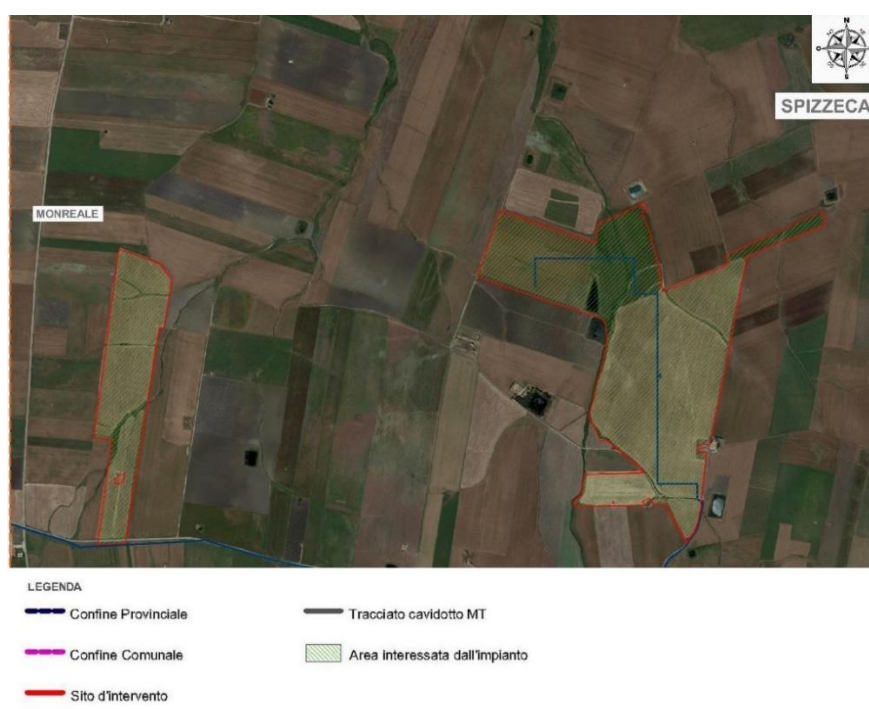 N
S
SPIZZECA
MONREALE
LEGENDA
Confine Provinciale
Tracciato cavidotto MT
Confine Comunale
Area interessata dall'impianto
Sito d'intervento